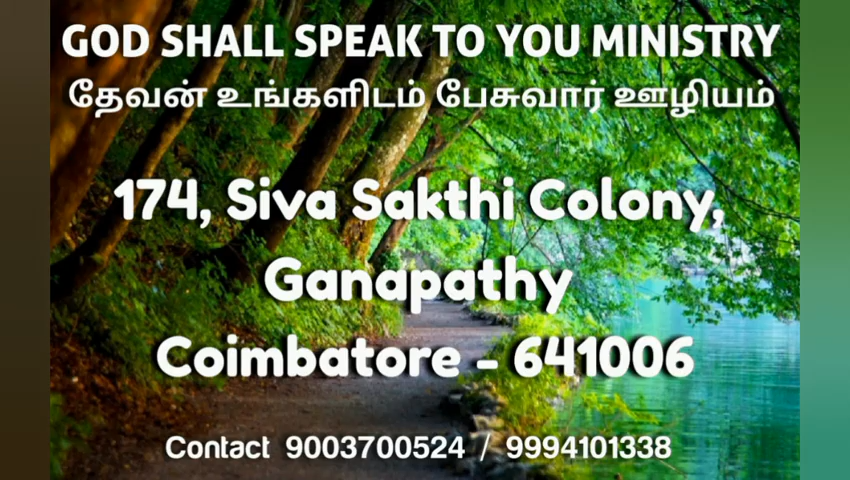 GOD SHALL SPEAK TO YOU MINISTRY
தேவன் உங்களிடம் பேசுவார் ஊழியம்
174, Siva Sakthi Colony,
Ganapathy
Coimbatore - 641006
Contact 9003700524 / 9994101338